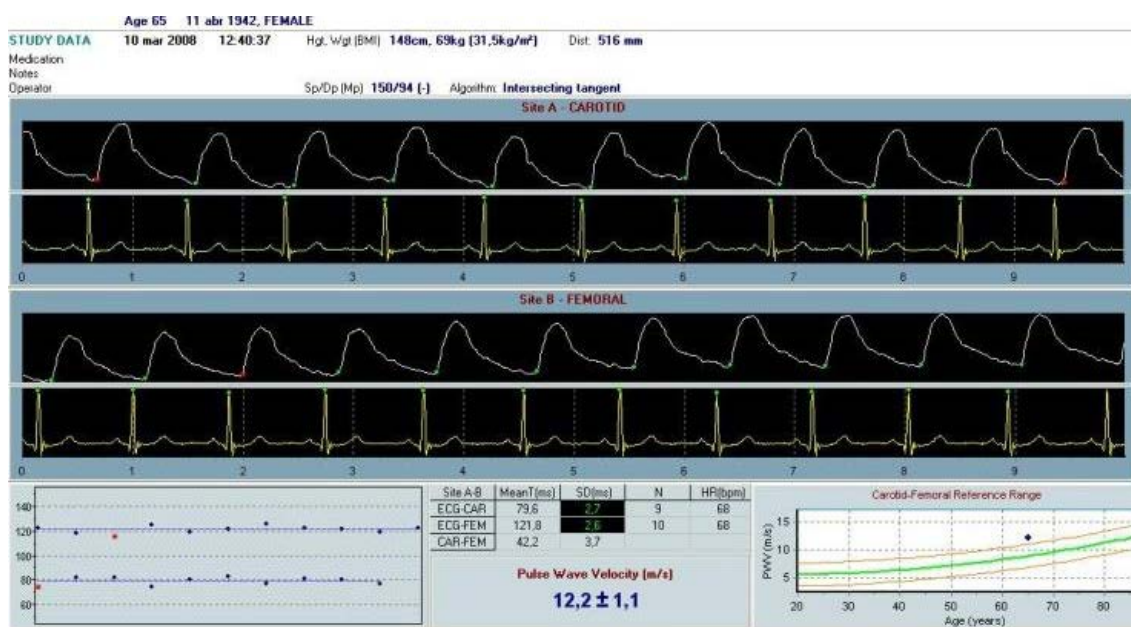 Age 65 11 abr 1942, FEMALE
STUDY DATA 10 mar 2008 12:40:37 Hgt, Wgt (BMI) 148cm, 69kg (31,5kg/m²) Dist: 516 mm
Medication
Notes
Operator Sp/Dp (Mp) 150/94 (-) Algorithm: Intersecting tangent
Site A - CAROTID
0 1 2 3 4 5 6 7 8 9
Site B - FEMORAL
0 1 2 3 4 5 6 7 8 9
140
120
100
80
60
Site A-B MeanT(ms) SD(ms) N HR(bpm)
ECG-CAR 79,6 2,7 9 68
ECG-FEM 121,8 2,6 10 68
CAR-FEM 42,2 3,7
Pulse Wave Velocity (m/s)
12,2 ± 1,1
Carotid-Femoral Reference Range
PWV (m/s)
15
10
5
20 30 40 50 60 70 80
Age (years)